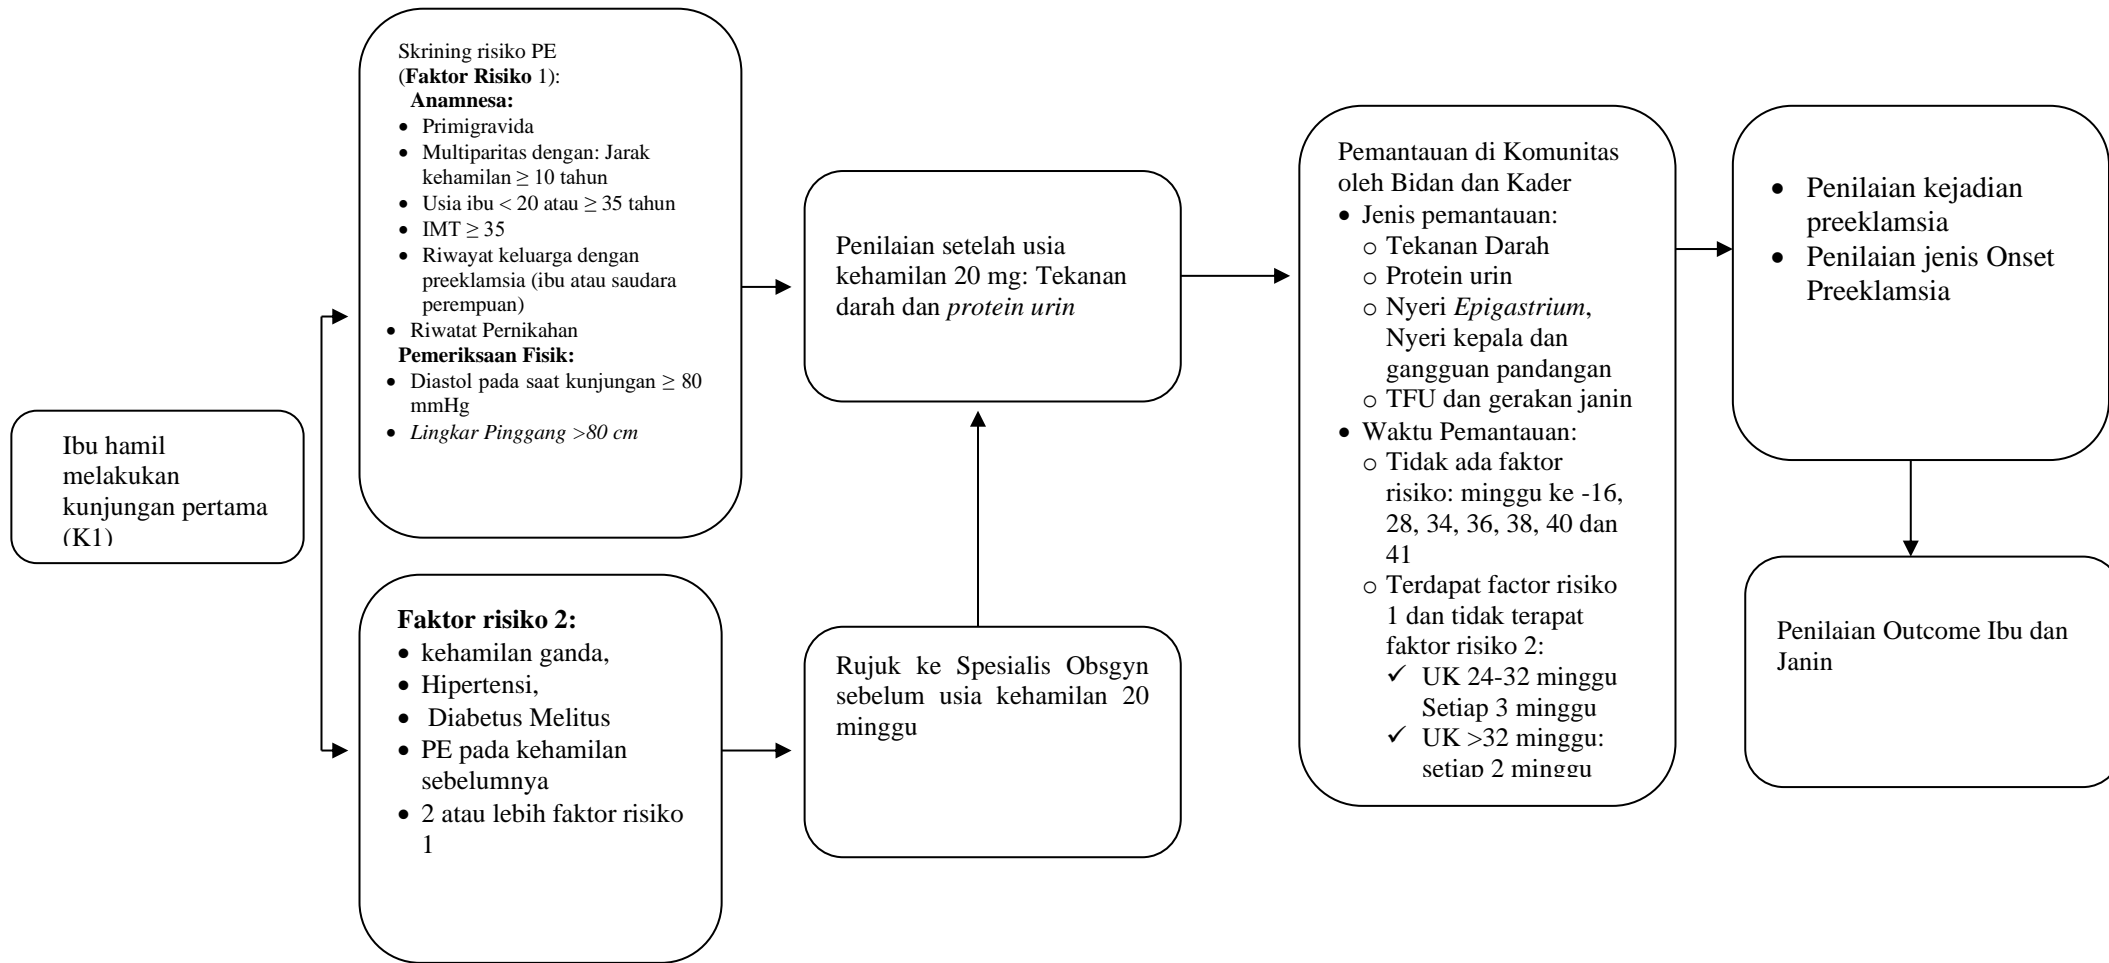 Ibu hamil
melakukan
kunjungan pertama
(K1)
Skrining risiko PE
(Faktor Risiko 1):
Anamnesa:
• Primigravida
• Multiparitas dengan: Jarak
kehamilan ≥ 10 tahun
• Usia ibu < 20 atau ≥ 35 tahun
• IMT ≥ 35
• Riwayat keluarga dengan
preeklamsia (ibu atau saudara
perempuan)
• Riwatat Pernikahan
Pemeriksaan Fisik:
• Diastol pada saat kunjungan ≥ 80
mmHg
• Lingkar Pinggang >80 cm
Faktor risiko 2:
• kehamilan ganda,
• Hipertensi,
• Diabetus Melitus
• PE pada kehamilan
sebelumnya
• 2 atau lebih faktor risiko
1
Penilaian setelah usia
kehamilan 20 mg: Tekanan
darah dan protein urin
Rujuk ke Spesialis Obsgyn
sebelum usia kehamilan 20
minggu
Pemantauan di Komunitas
oleh Bidan dan Kader
• Jenis pemantauan:
o Tekanan Darah
o Protein urin
o Nyeri Epigastrium,
Nyeri kepala dan
gangguan pandangan
o TFU dan gerakan janin
• Waktu Pemantauan:
o Tidak ada faktor
risiko: minggu ke -16,
28, 34, 36, 38, 40 dan
41
o Terdapat factor risiko
1 dan tidak terapat
faktor risiko 2:
✓ UK 24-32 minggu
Setiap 3 minggu
✓ UK >32 minggu:
setiap 2 minggu
• Penilaian kejadian
preeklamsia
• Penilaian jenis Onset
Preeklamsia
Penilaian Outcome Ibu dan
Janin